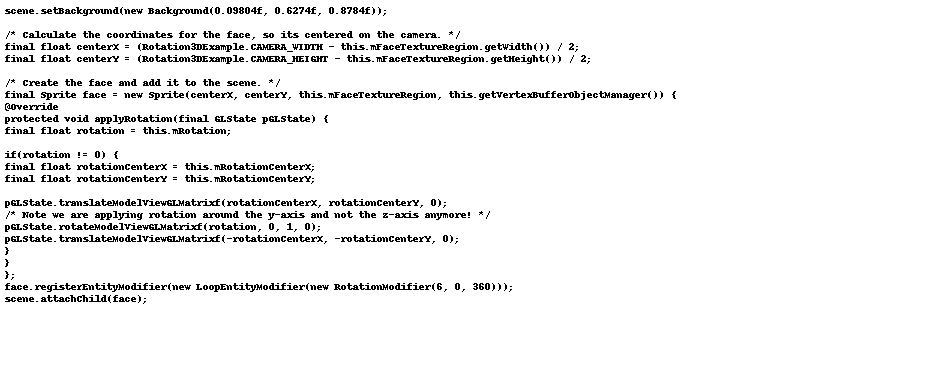 scene.setBackground(new Background(0.09804f, 0.6274f, 0.8784f));

/* Calculate the coordinates for the face, so its centered on the camera. */
final float centerX = (Rotation3DExample.CAMERA_WIDTH - this.mFaceTextureRegion.getWidth()) / 2;
final float centerY = (Rotation3DExample.CAMERA_HEIGHT - this.mFaceTextureRegion.getHeight()) / 2;

/* Create the face and add it to the scene. */
final Sprite face = new Sprite(centerX, centerY, this.mFaceTextureRegion, this.getVertexBufferObjectManager()) {
@Override
protected void applyRotation(final GLState pGLState) {
final float rotation = this.mRotation;

if(rotation != 0) {
final float rotationCenterX = this.mRotationCenterX;
final float rotationCenterY = this.mRotationCenterY;

pGLState.translateModelViewGLMatrixf(rotationCenterX, rotationCenterY, 0);
/* Note we are applying rotation around the y-axis and not the z-axis anymore! */
pGLState.rotateModelViewGLMatrixf(rotation, 0, 1, 0);
pGLState.translateModelViewGLMatrixf(-rotationCenterX, -rotationCenterY, 0);
}
}
};
face.registerEntityModifier(new LoopEntityModifier(new RotationModifier(6, 0, 360)));
scene.attachChild(face);